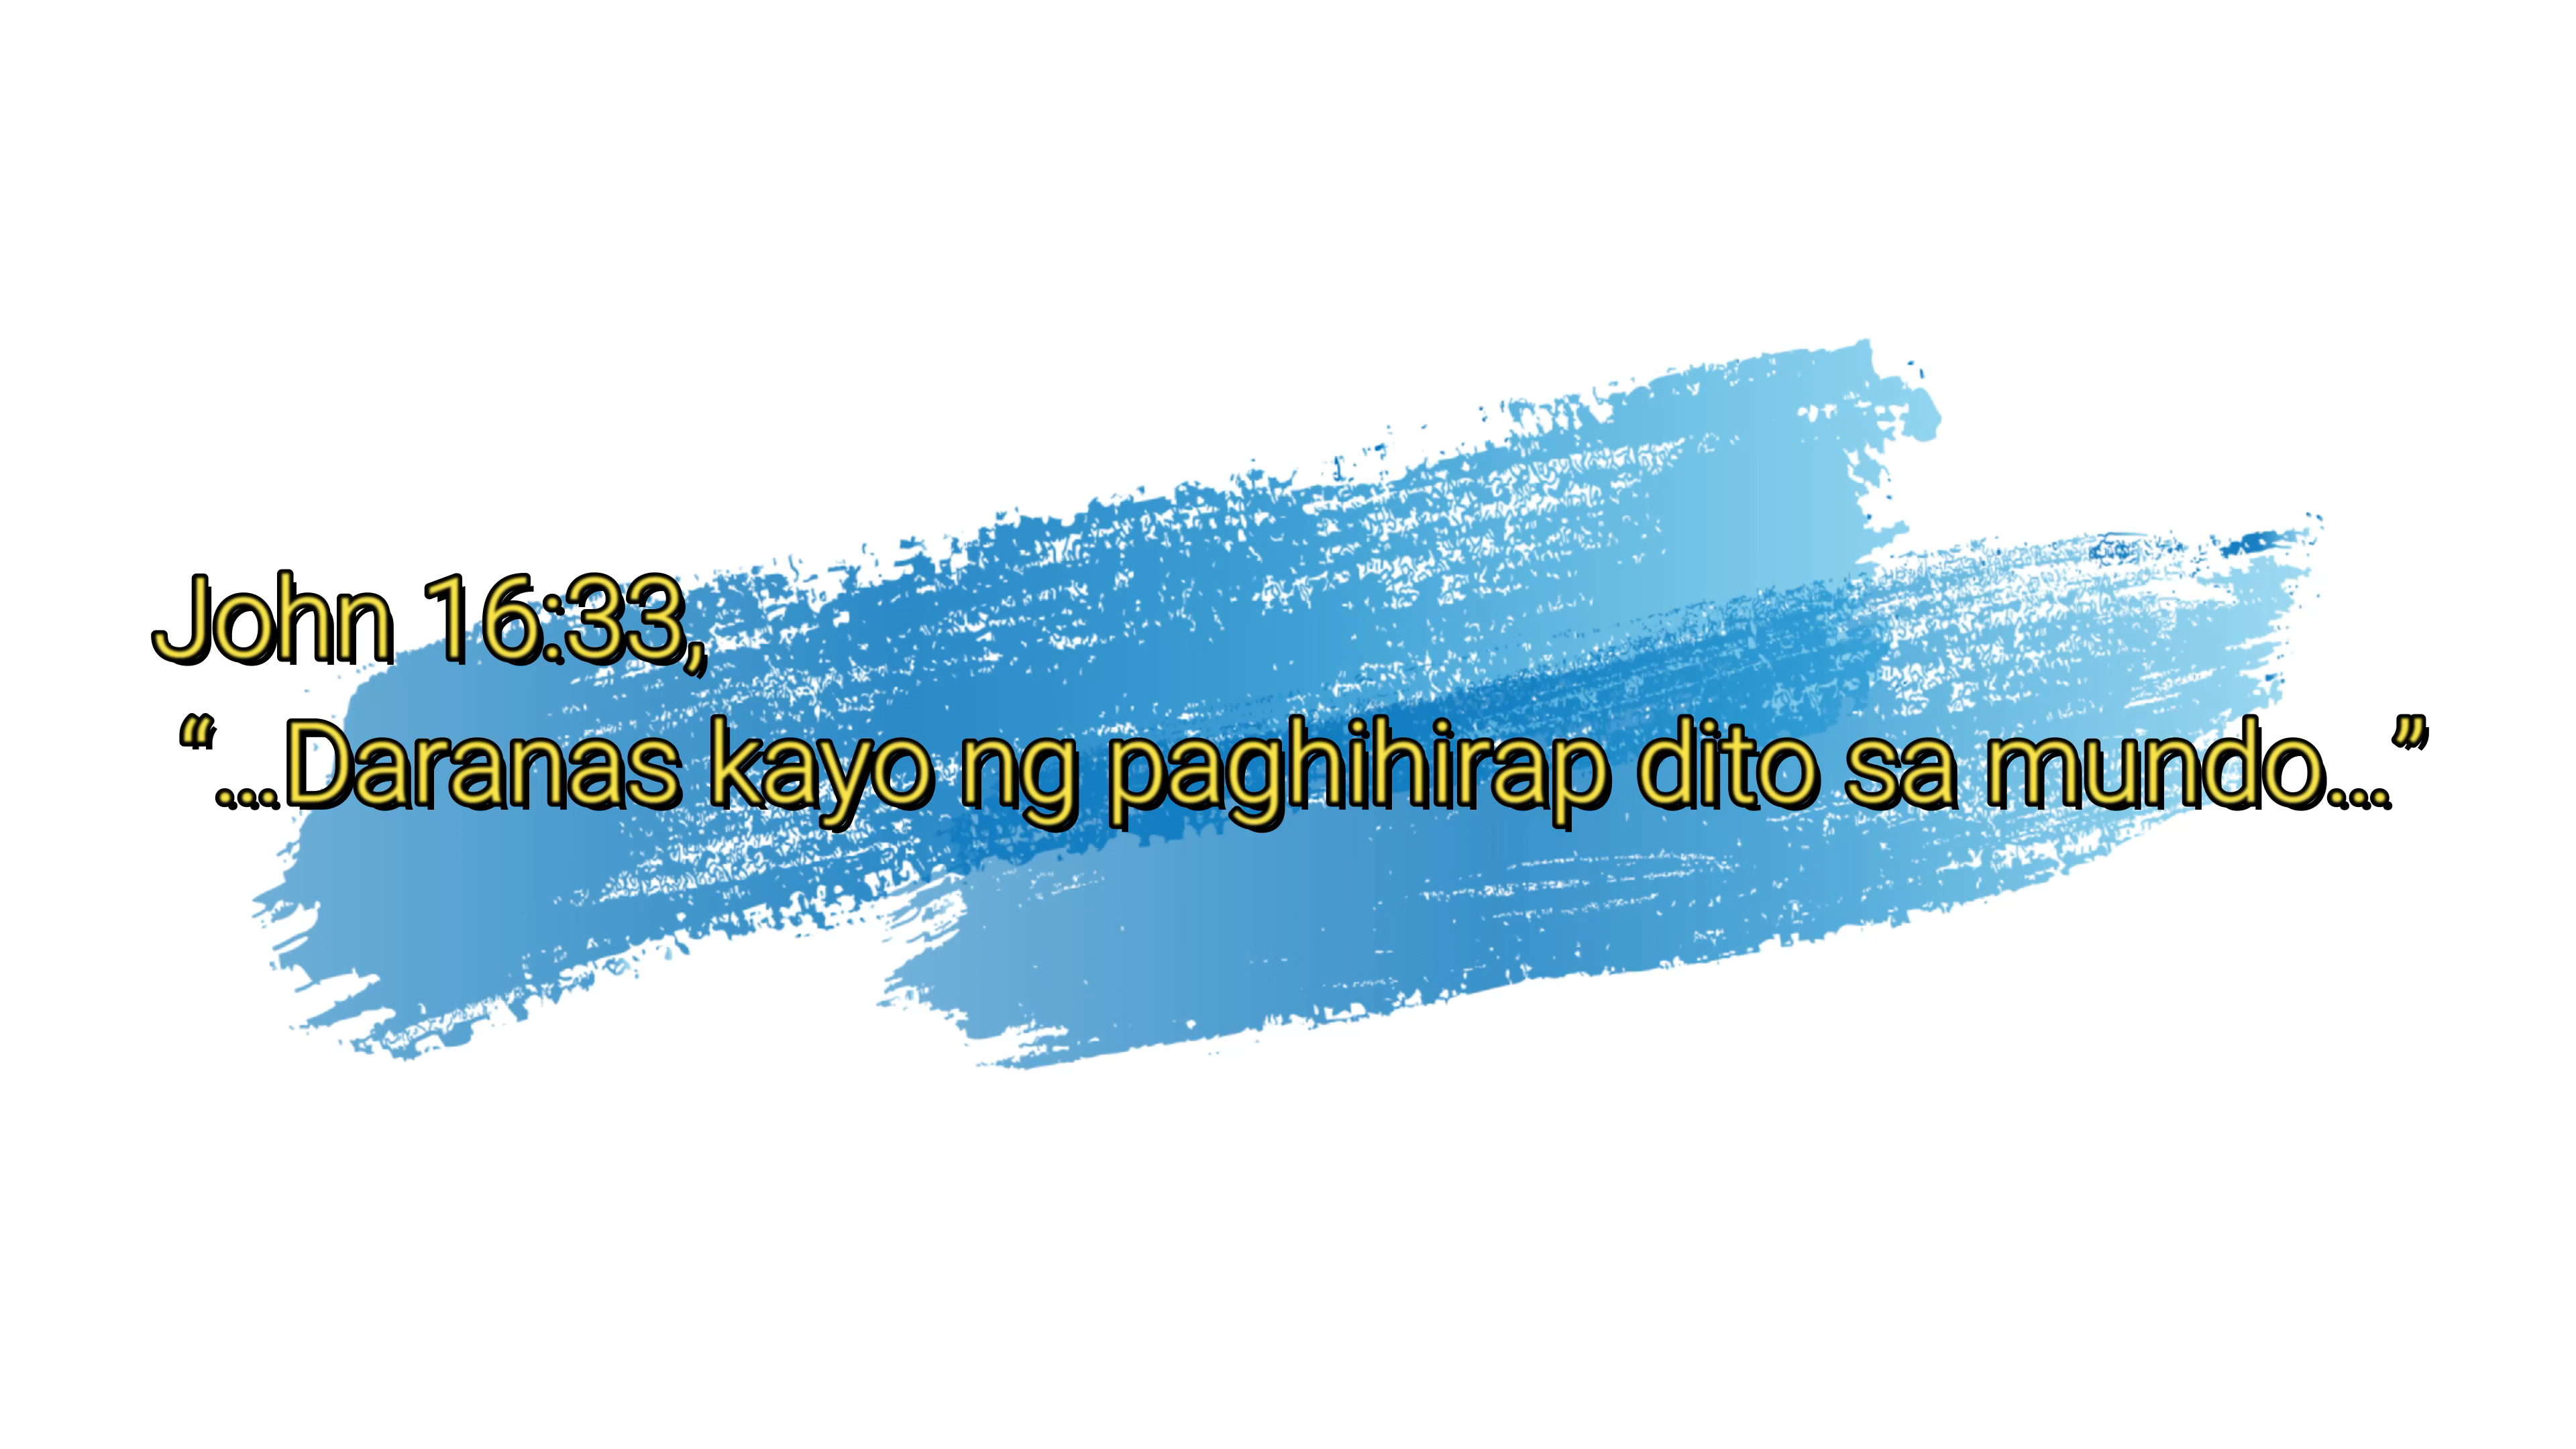 John 16:33,
“...Daranas kayo ng paghihirap dito sa mundo...”